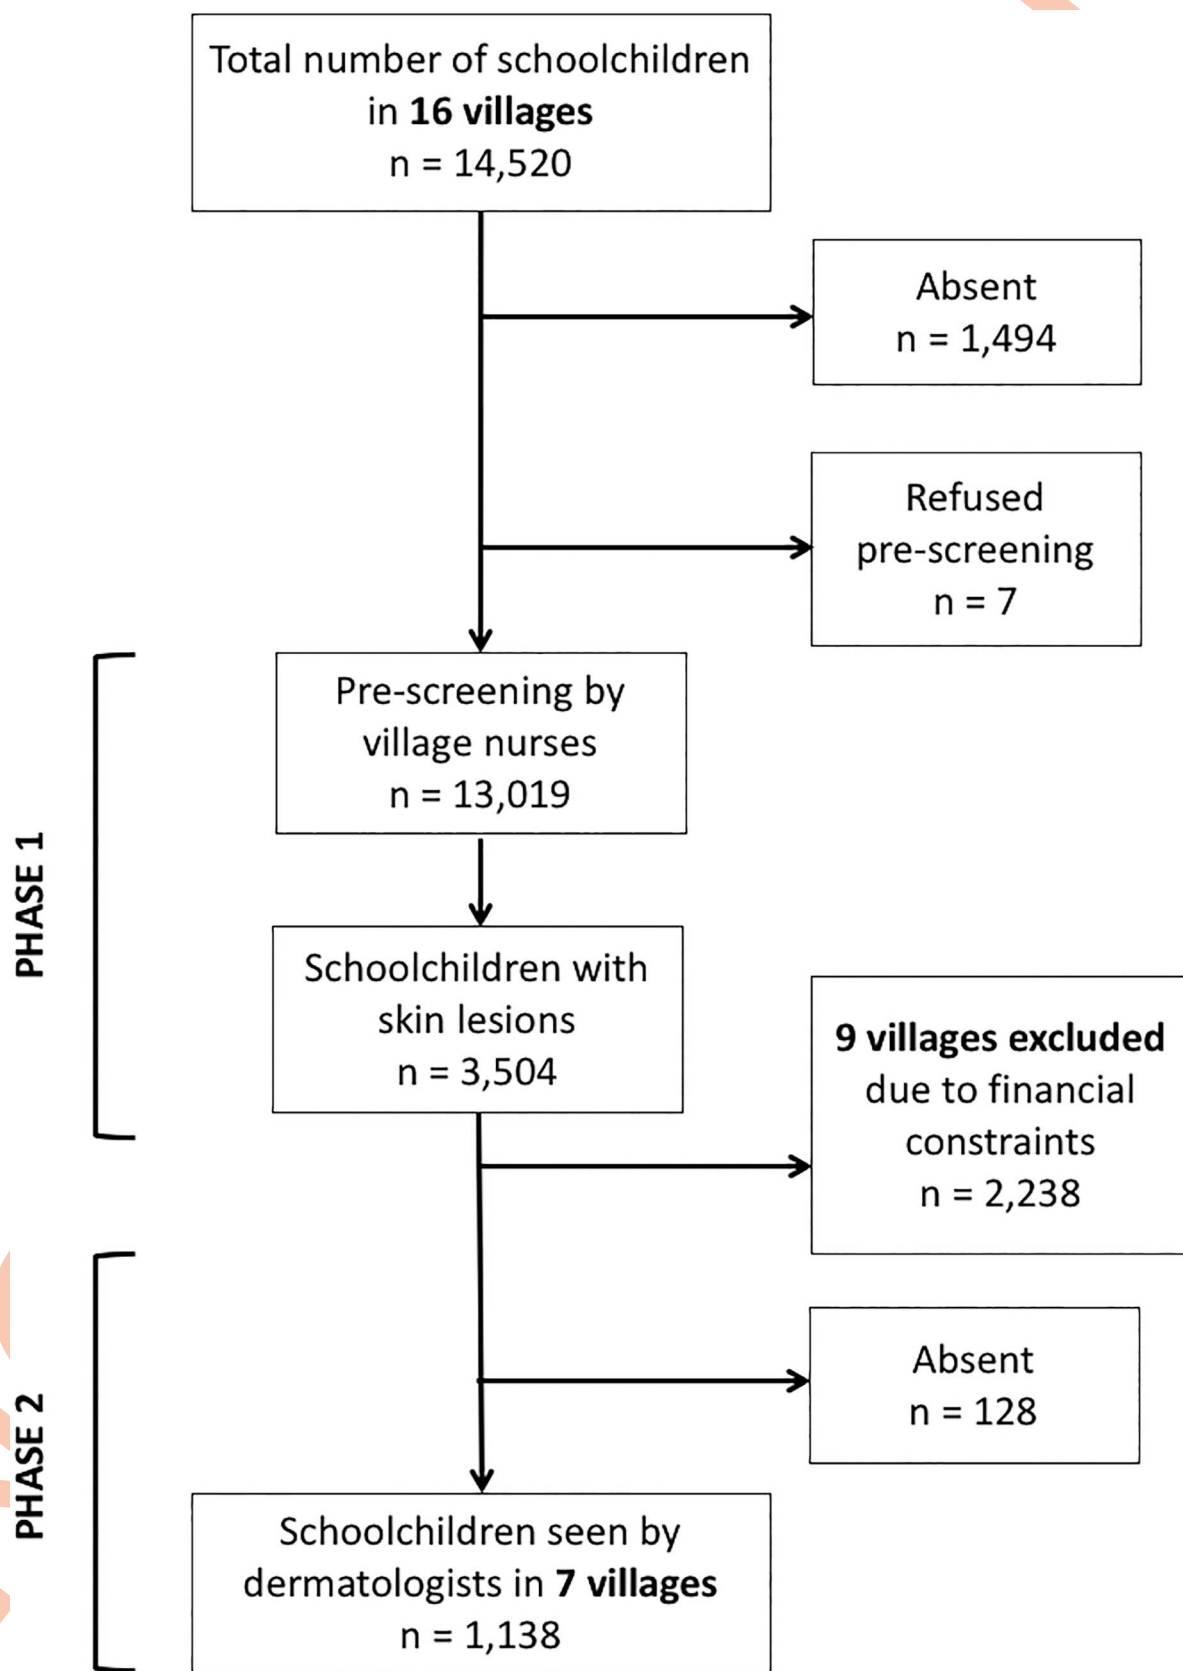 Total number of schoolchildren
in 16 villages
n = 14,520
Absent
n = 1,494
Refused
pre-screening
n = 7
PHASE 1
Pre-screening by
village nurses
n = 13,019
Schoolchildren with
skin lesions
n = 3,504
9 villages excluded
due to financial
constraints
n = 2,238
PHASE 2
Absent
n = 128
Schoolchildren seen by
dermatologists in 7 villages
n = 1,138